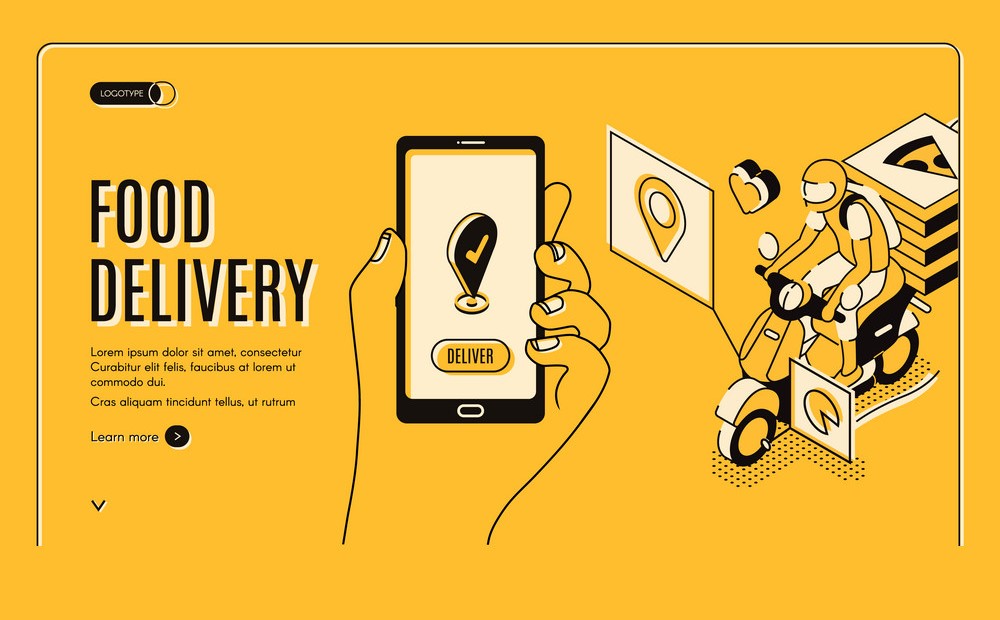 LOGOTYPE
FOOD
DELIVERY
Lorem ipsum dolor sit amet, consectetur
Curabitur elit felis, faucibus at lorem ut
commodo dui.
Cras aliquam tincidunt tellus, ut rutrum
Learn more
DELIVER